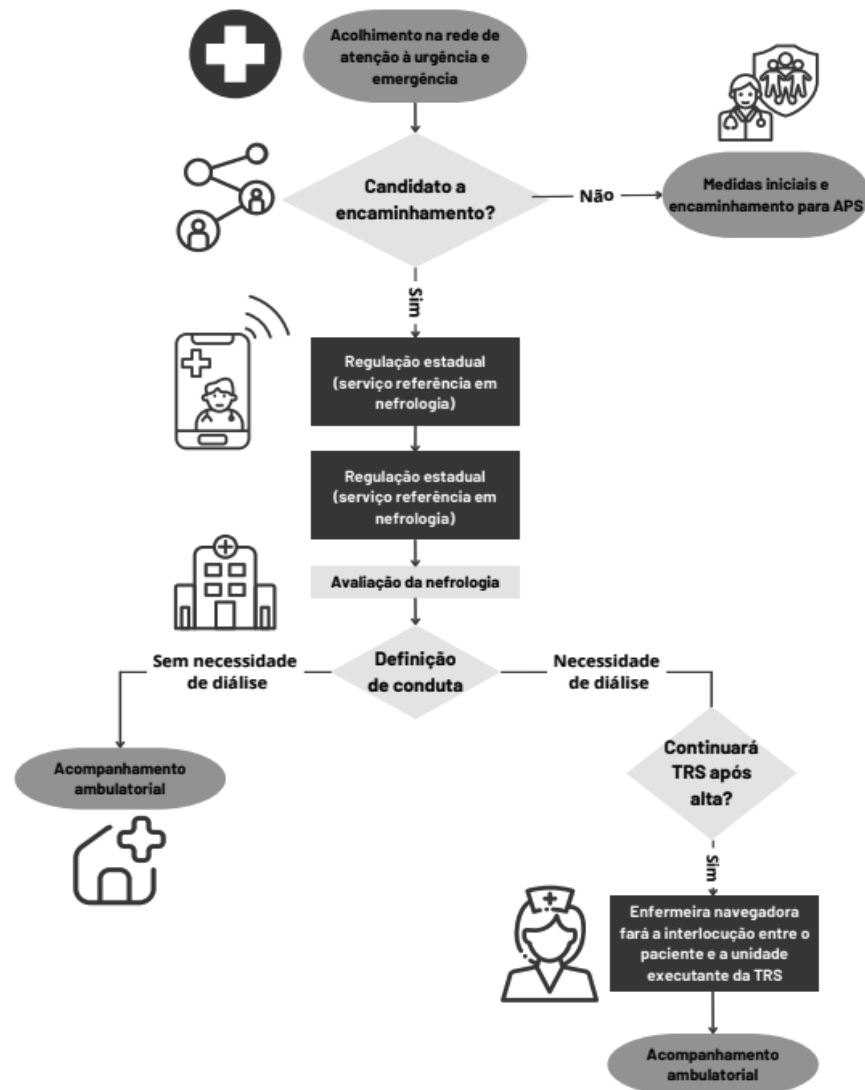 Acolhimento na rede de
atenção à urgência e
emergência
Candidato a
encaminhamento?
Não
Medidas iniciais e
encaminhamento para APS
Sim
Regulação estadual
(serviço referência em
nefrologia)
Regulação estadual
(serviço referência em
nefrologia)
Avaliação da nefrologia
Definição
de conduta
Sem necessidade
de diálise
Necessidade
de diálise
Acompanhamento
ambulatorial
Continuará
TRS após
alta?
Sim
Enfermeira navegadora
fará a interlocução entre o
paciente e a unidade
executante da TRS
Acompanhamento
ambulatorial